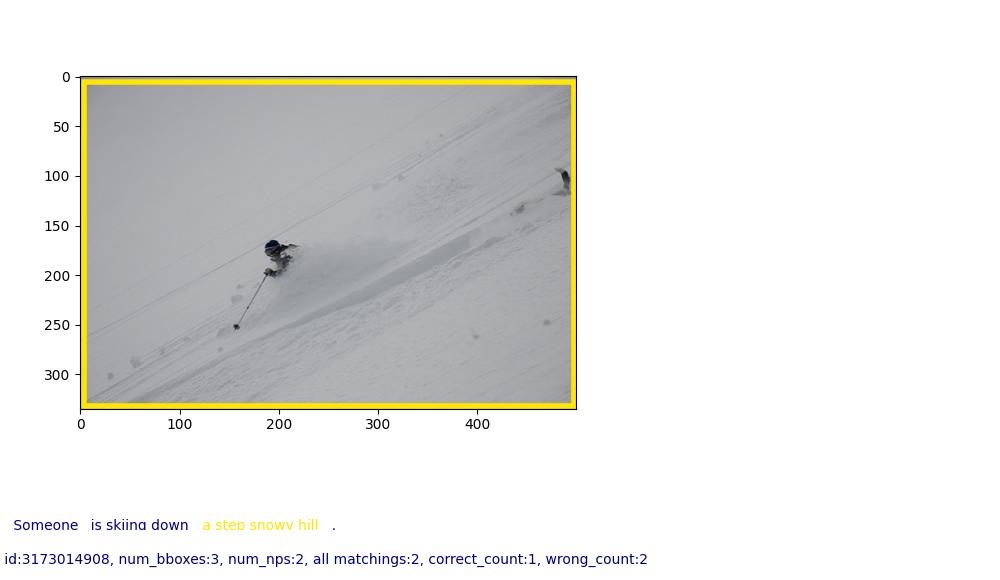 0
50
100
150
200
250
300
0 100 200 300 400
Someone is skiing down a step snowy hill .
id:3173014908, num_bboxes:3, num_nps:2, all matchings:2, correct_count:1, wrong_count:2